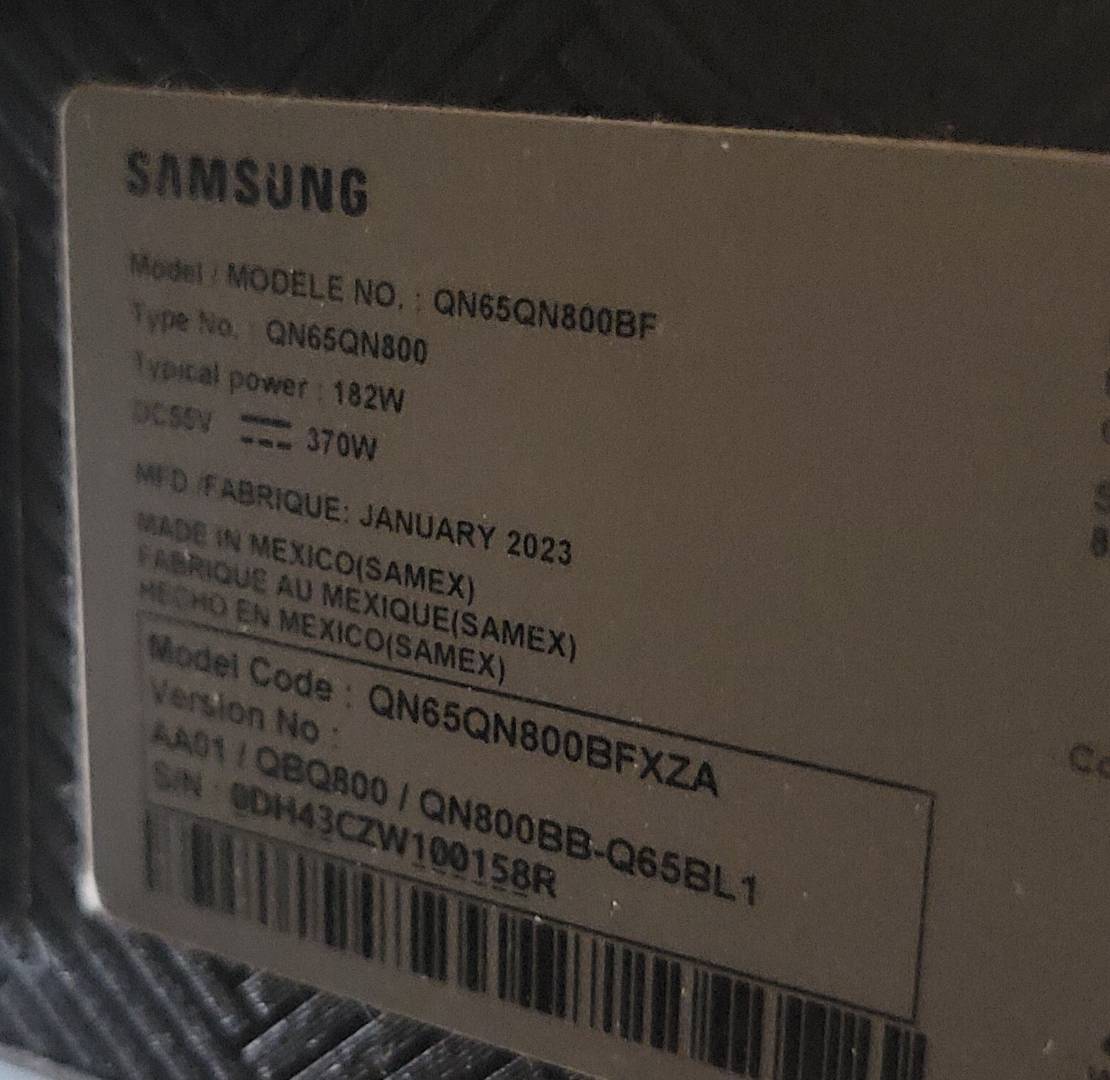 SAMSUNG
Model / MODELE NO. : QN65QN800BF
Type No. : QN65QN800
Typical power : 182W
DC55V ⎓ 370W
MFD /FABRIQUE: JANUARY 2023
MADE IN MEXICO(SAMEX)
FABRIQUE AU MEXIQUE(SAMEX)
HECHO EN MEXICO(SAMEX)
Model Code : QN65QN800BFXZA
Version No :
AA01 / QBQ800 / QN800BB-Q65BL1
S/N : 0DH43CZW100158R